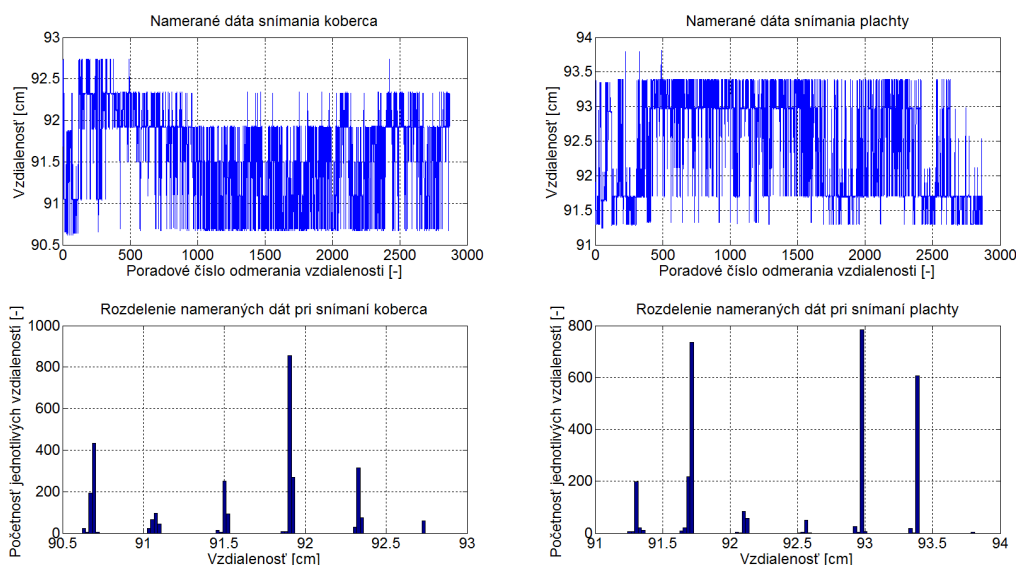 Namerané dáta snímania koberca
Vzdialenosť [cm]
93
92.5
92
91.5
91
90.5
0 500 1000 1500 2000 2500 3000
Poradové číslo odmerania vzdialenosti [-]
Namerané dáta snímania plachty
Vzdialenosť [cm]
94
93.5
93
92.5
92
91.5
91
0 500 1000 1500 2000 2500 3000
Poradové číslo odmerania vzdialenosti [-]
Rozdelenie nameraných dát pri snímaní koberca
Početnosť jednotlivých vzdialeností [-]
1000
800
600
400
200
0
90.5 91 91.5 92 92.5 93
Vzdialenosť [cm]
Rozdelenie nameraných dát pri snímaní plachty
Početnosť jednotlivých vzdialeností [-]
800
600
400
200
0
91 91.5 92 92.5 93 93.5 94
Vzdialenosť [cm]